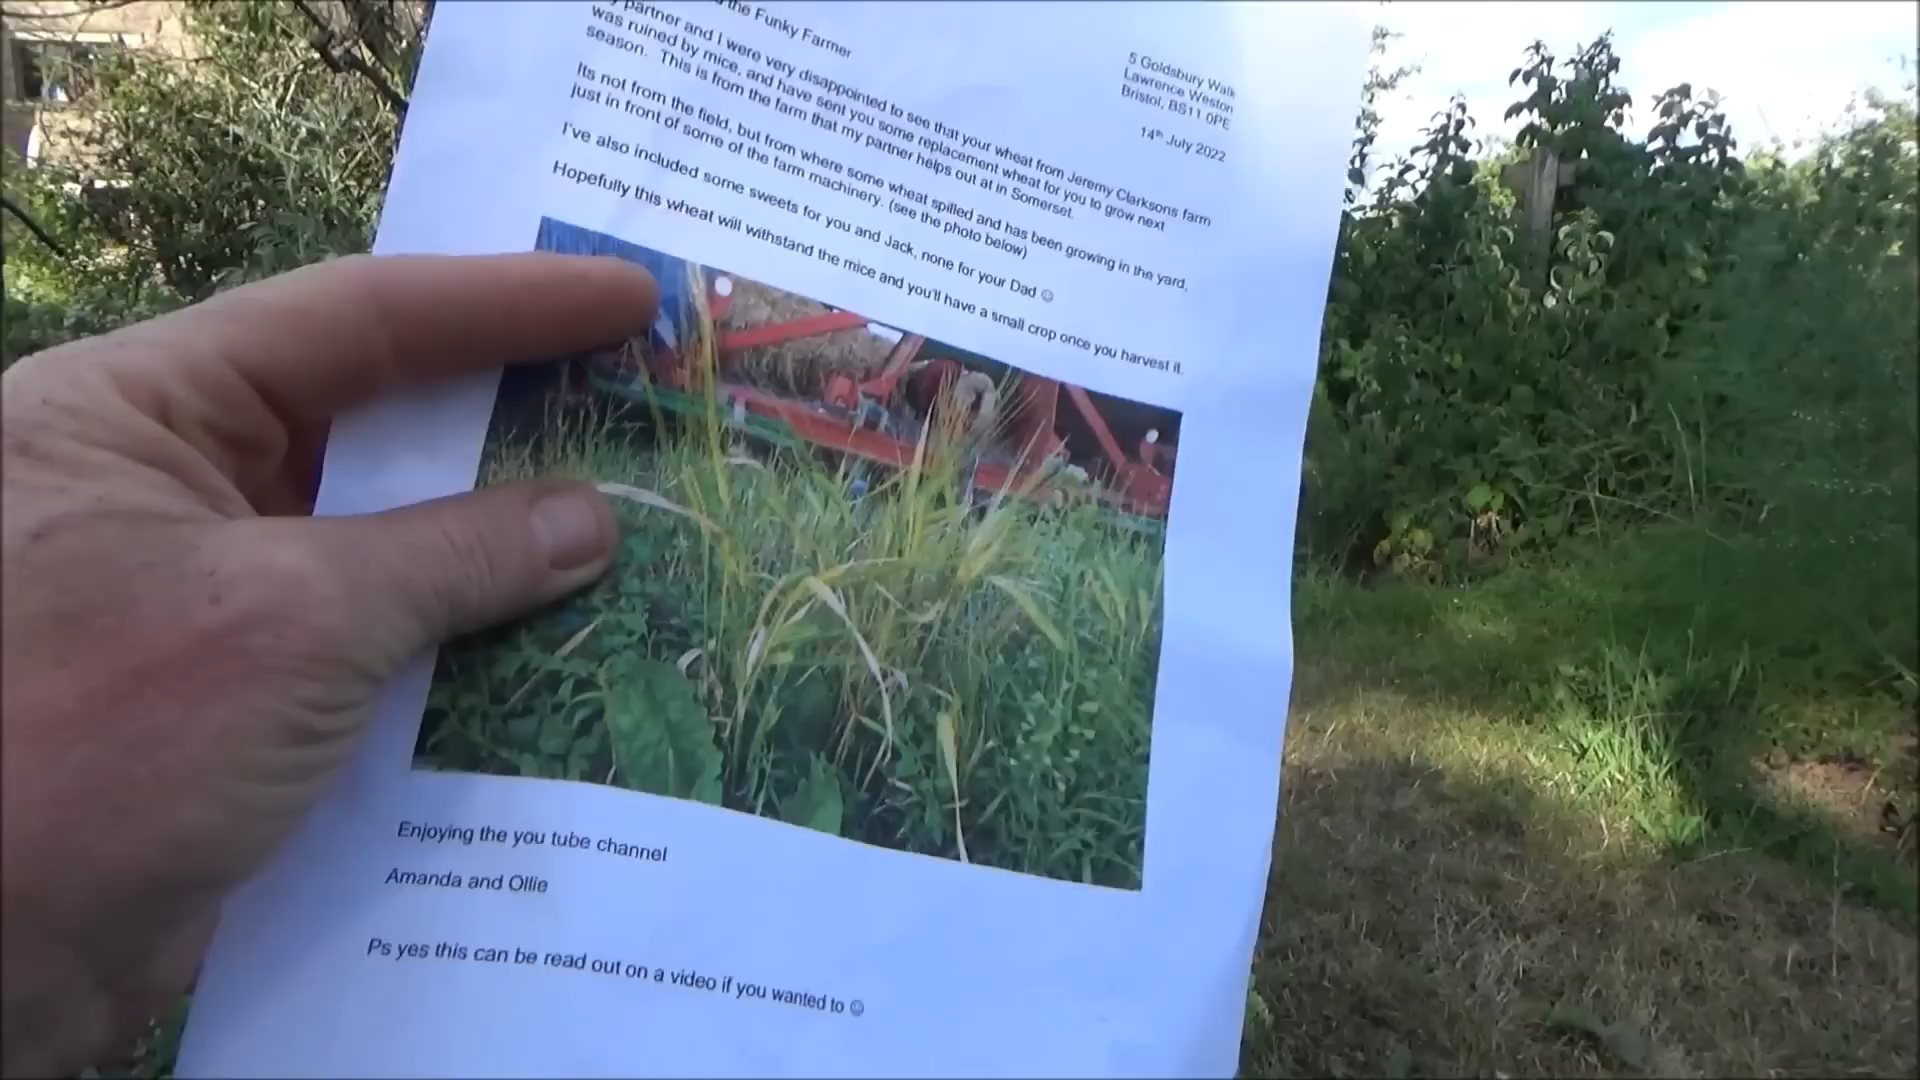 the Funky Farmer
5 Goldsbury Walk
Lawrence Weston
Bristol, BS11 0PE
14th July 2022
partner and I were very disappointed to see that your wheat from Jeremy Clarksons farm
was ruined by mice, and have sent you some replacement wheat for you to grow next
season. This is from the farm that my partner helps out at in Somerset.
Its not from the field, but from where some wheat spilled and has been growing in the yard,
just in front of some of the farm machinery. (see the photo below)
I've also included some sweets for you and Jack, none for your Dad ☺
Hopefully this wheat will withstand the mice and you'll have a small crop once you harvest it.
Enjoying the you tube channel
Amanda and Ollie
Ps yes this can be read out on a video if you wanted to ☺